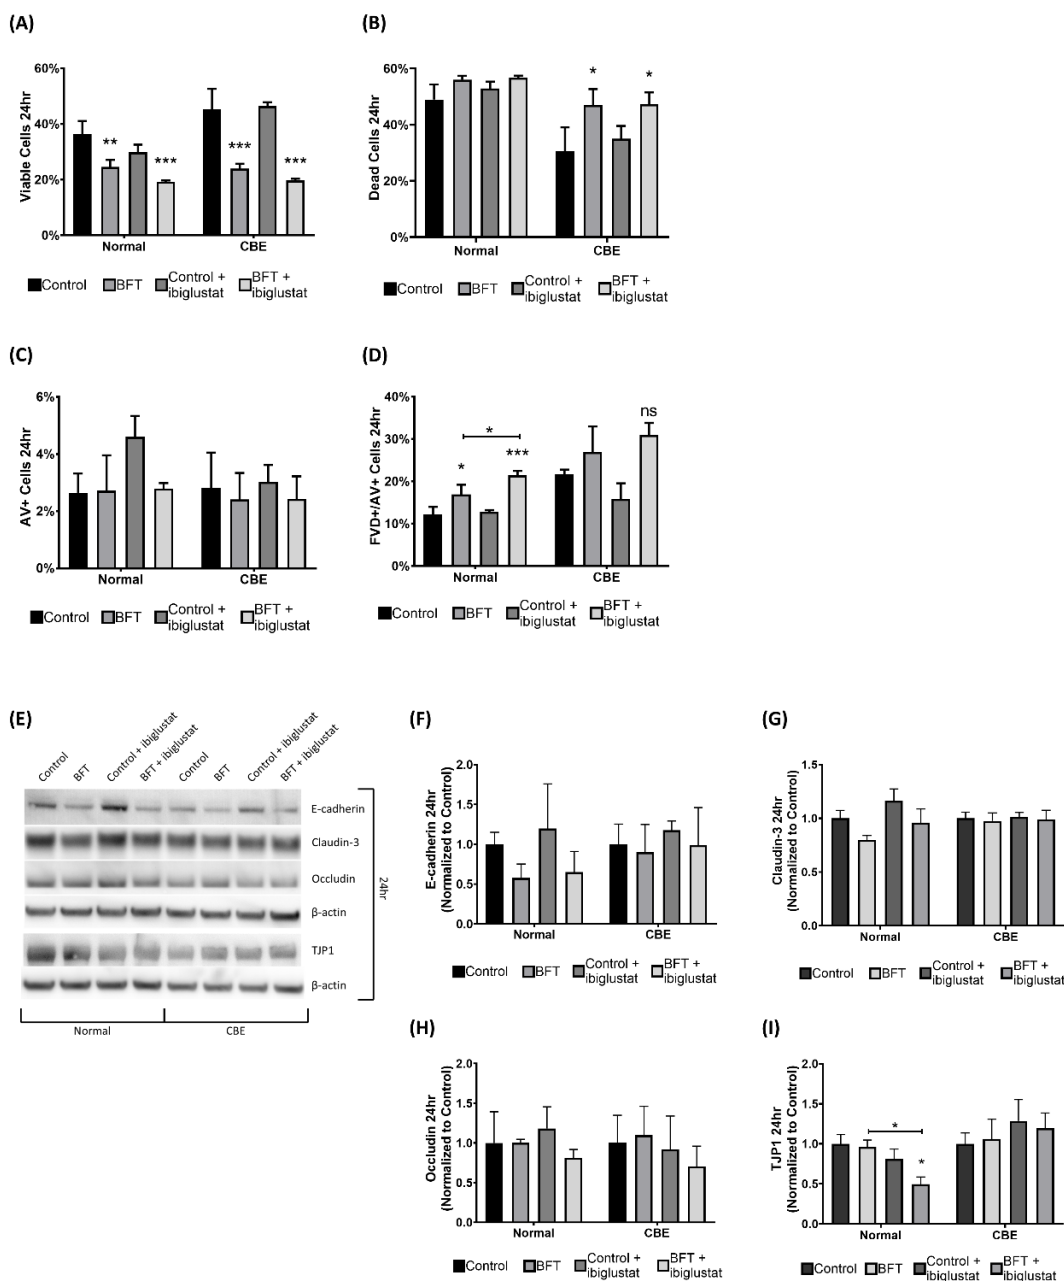 (A)
Viable Cells 24hr
60%
40%
20%
0%
** *** *** ***
Normal CBE
Control BFT Control + ibiglustat BFT + ibiglustat
(B)
Dead Cells 24hr
60%
40%
20%
0%
* *
Normal CBE
Control BFT Control + ibiglustat BFT + ibiglustat
(C)
AV+ Cells 24hr
6%
4%
2%
0%
Normal CBE
Control BFT Control + ibiglustat BFT + ibiglustat
(D)
FVD+/AV+ Cells 24hr
40%
30%
20%
10%
0%
* * *** ns
Normal CBE
Control BFT Control + ibiglustat BFT + ibiglustat
(E)
Control BFT Control + ibiglustat BFT + ibiglustat Control BFT Control + ibiglustat BFT + ibiglustat
E-cadherin
Claudin-3
Occludin
β-actin
TJP1
β-actin
24hr
Normal CBE
(F)
E-cadherin 24hr
(Normalized to Control)
2.0
1.5
1.0
0.5
0.0
Normal CBE
Control BFT Control + ibiglustat BFT + ibiglustat
(G)
Claudin-3 24hr
(Normalized to Control)
1.5
1.0
0.5
0.0
Normal CBE
Control BFT Control + ibiglustat BFT + ibiglustat
(H)
Occludin 24hr
(Normalized to Control)
2.0
1.5
1.0
0.5
0.0
Normal CBE
Control BFT Control + ibiglustat BFT + ibiglustat
(I)
TJP1 24hr
(Normalized to Control)
2.0
1.5
1.0
0.5
0.0
* *
Normal CBE
Control BFT Control + ibiglustat BFT + ibiglustat